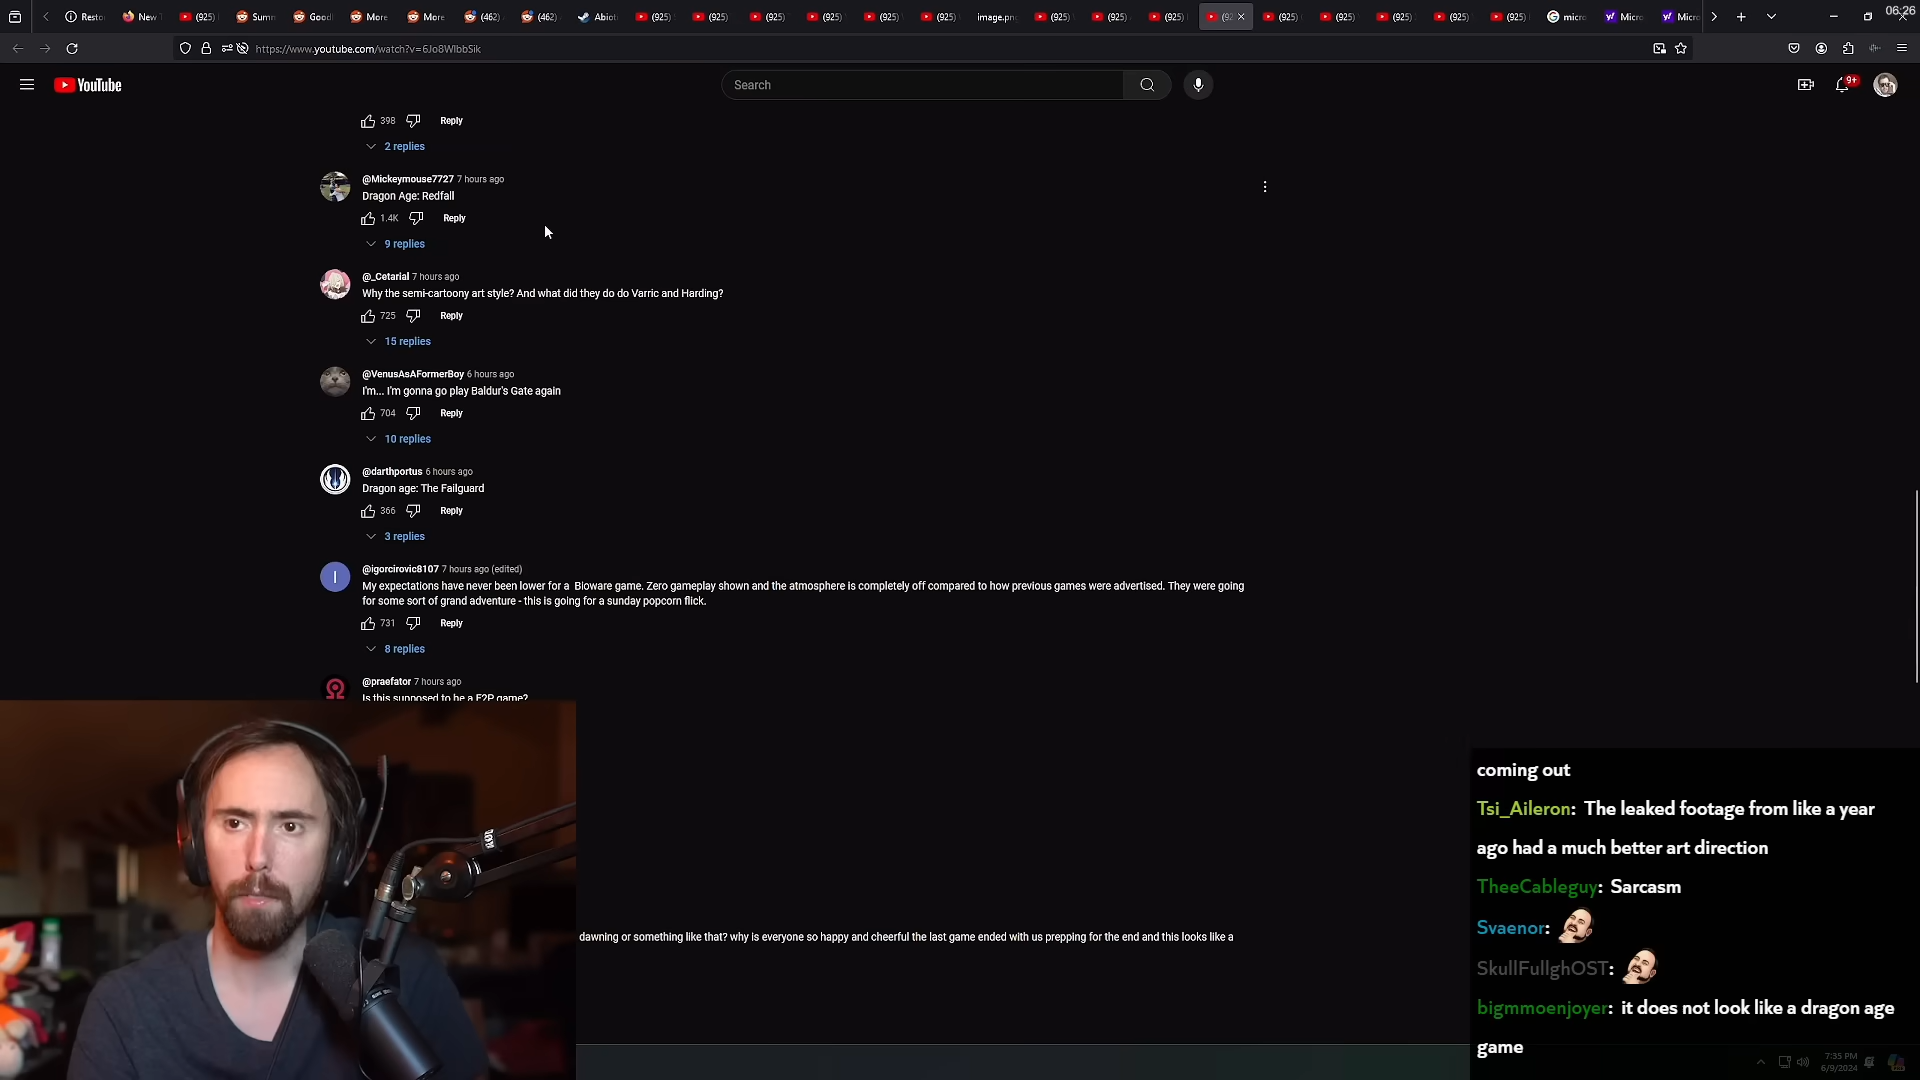 06:26
Resto
New T
(925)
Summ
Good
More
More
(462)
(462)
Abiot
(925)
(925)
(925)
(925)
(925)
(925)
image.pn
(925)
(925)
(925)
(92
(925)
(925)
(925)
(925)
(925)
micro
Micro
Micro
https://www.youtube.com/watch?v=6Jo8WlbbSik
YouTube
Search
9+
398 Reply
2 replies
@Mickeymouse7727 7 hours ago
Dragon Age: Redfall
1.4K Reply
9 replies
@_Cetarial 7 hours ago
Why the semi-cartoony art style? And what did they do do Varric and Harding?
725 Reply
15 replies
@VenusAsAFormerBoy 6 hours ago
I'm... I'm gonna go play Baldur's Gate again
704 Reply
10 replies
@darthportus 6 hours ago
Dragon age: The Failguard
366 Reply
3 replies
@igorcirovic8107 7 hours ago (edited)
My expectations have never been lower for a Bioware game. Zero gameplay shown and the atmosphere is completely off compared to how previous games were advertised. They were going
for some sort of grand adventure - this is going for a sunday popcorn flick.
731 Reply
8 replies
@praefator 7 hours ago
Is this supposed to be a F2P game?
dawning or something like that? why is everyone so happy and cheerful the last game ended with us prepping for the end and this looks like a
coming out
Tsi_Aileron: The leaked footage from like a year
ago had a much better art direction
TheeCableguy: Sarcasm
Svaenor:
SkullFullghOST:
bigmmoenjoyer: it does not look like a dragon age
game
7:35 PM
6/9/2024